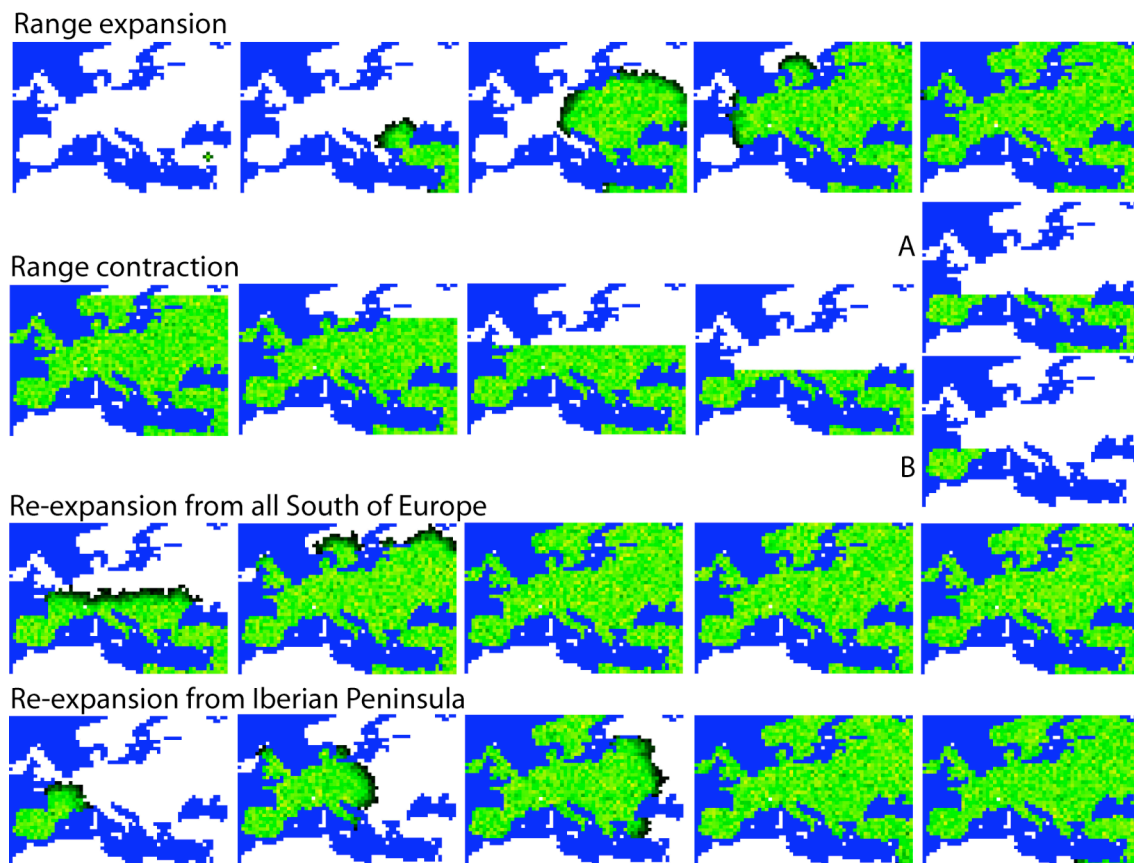 Range expansion
A
Range contraction
B
Re-expansion from all South of Europe
Re-expansion from Iberian Peninsula